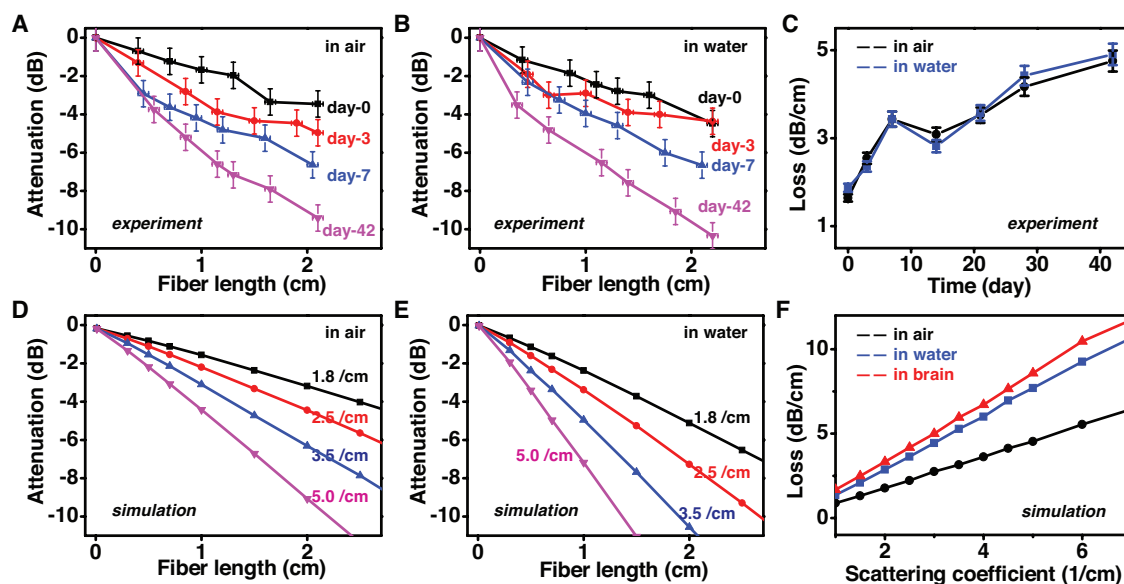 A
in air
0
-2
-4
-6
-8
-10
Attenuation (dB)
day-0
day-3
day-7
day-42
experiment
0
1
2
Fiber length (cm)
B
in water
0
-2
-4
-6
-8
-10
Attenuation (dB)
day-0
day-3
day-7
day-42
experiment
0
1
2
Fiber length (cm)
C
in air
in water
5
3
1
Loss (dB/cm)
experiment
0
10
20
30
40
Time (day)
D
in air
0
-2
-4
-6
-8
-10
Attenuation (dB)
1.8 /cm
2.5 /cm
3.5 /cm
5.0 /cm
simulation
0
1
2
Fiber length (cm)
E
in water
0
-2
-4
-6
-8
-10
Attenuation (dB)
1.8 /cm
2.5 /cm
5.0 /cm
3.5 /cm
simulation
0
1
2
Fiber length (cm)
F
in air
in water
in brain
10
5
0
Loss (dB/cm)
simulation
2
4
6
Scattering coefficient (1/cm)